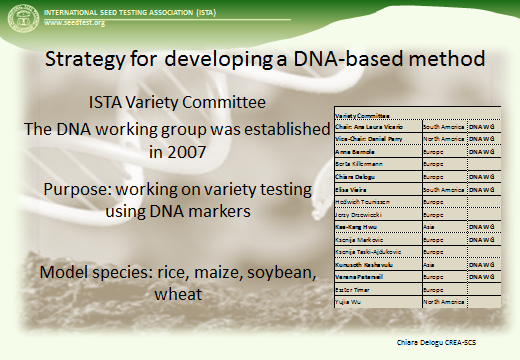 INTERNATIONAL SEED TESTING ASSOCIATION (ISTA)
www.seedtest.org
Strategy for developing a DNA-based method
ISTA Variety Committee
The DNA working group was established
in 2007
Purpose: working on variety testing
using DNA markers
Model species: rice, maize, soybean,
wheat
Variety Committee
Chair: Ana Laura Vicario South America DNA WG
Vice-Chair: Daniel Perry North America DNA WG
Anne Bernole Europe DNA WG
Berta Killermann Europe
Chiara Delogu Europe DNA WG
Elisa Vieira South America DNA WG
Hedwich Teunissen Europe
Jerzy Drzewiecki Europe
Kae-Kang Hwu Asia DNA WG
Ksenija Markovic Europe DNA WG
Ksenija Taski-Ajdukovic Europe
Kunusoth Keshavulu Asia DNA WG
Verena Peterseil Europe DNA WG
Eszter Timar Europe
Yujie Wu North America
Chiara Delogu CREA-SCS